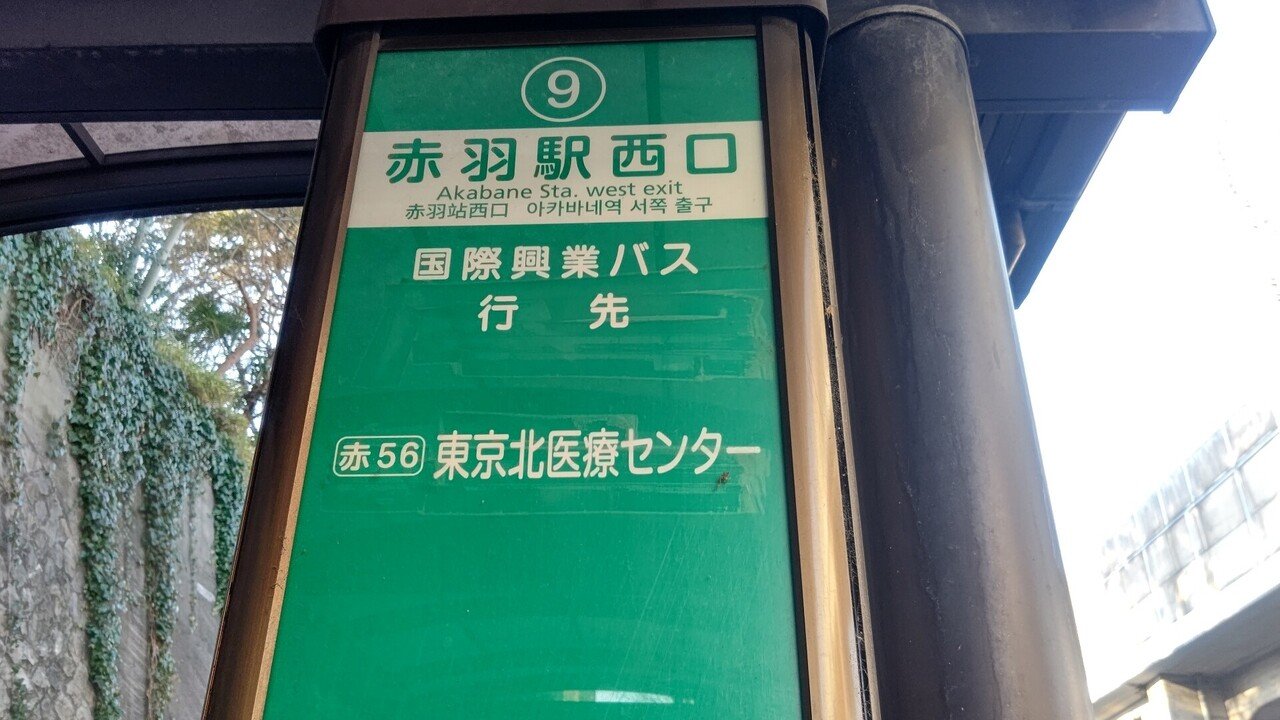 9
赤羽駅西口
Akabane Sta. west exit
赤羽站西口 아카바네역 서쪽 출구
国際興業バス
行先
赤56 東京北医療センター